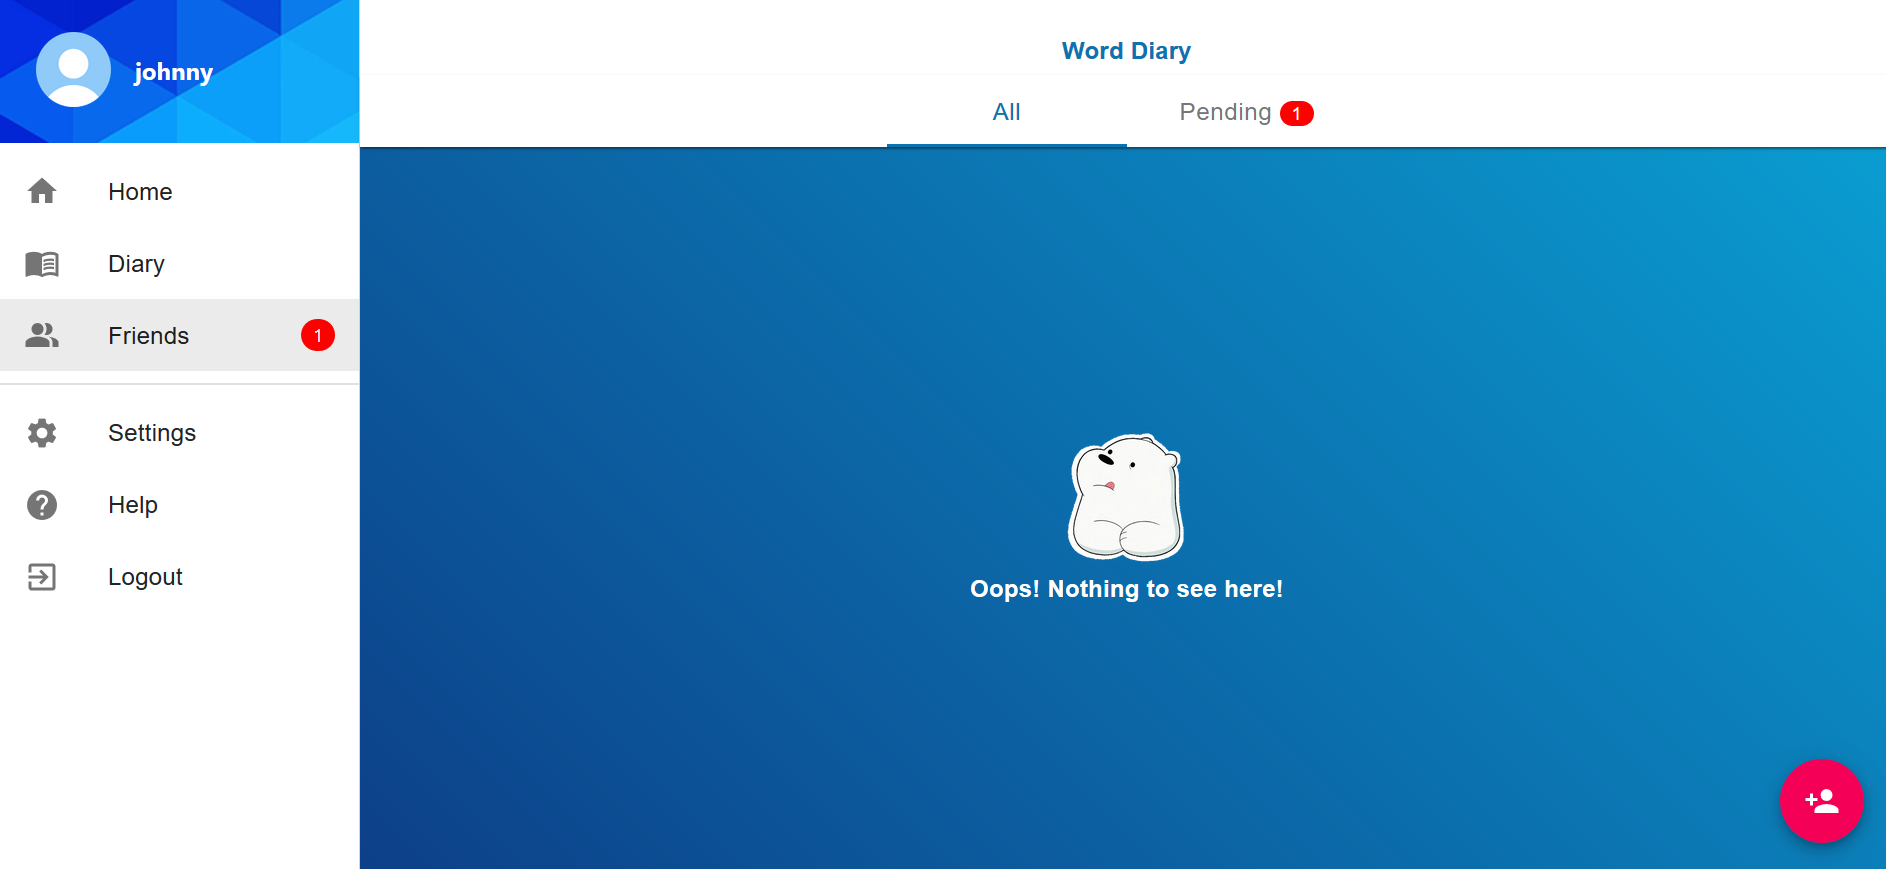 johnny
Home
Diary
Friends 1
Settings
Help
Logout
Word Diary
All
Pending 1
Oops! Nothing to see here!